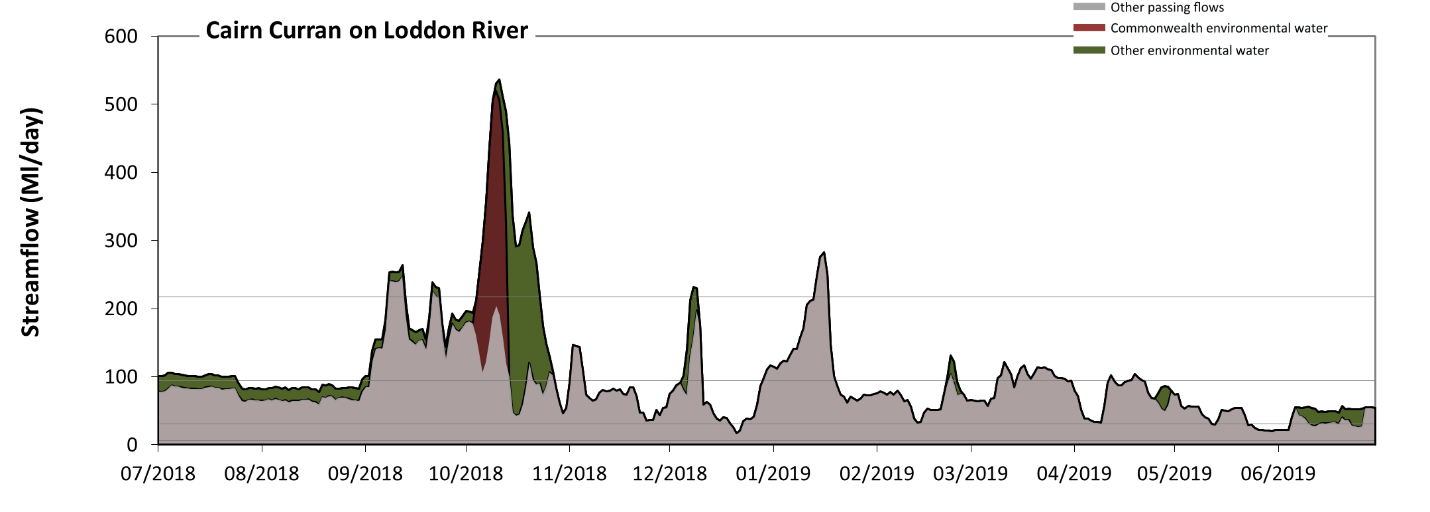 Other passing flows
Cairn Curran on Loddon River
Commonwealth environmental water
Other environmental water
Streamflow (Ml/day)
600
500
400
300
200
100
0
07/2018 08/2018 09/2018 10/2018 11/2018 12/2018 01/2019 02/2019 03/2019 04/2019 05/2019 06/2019